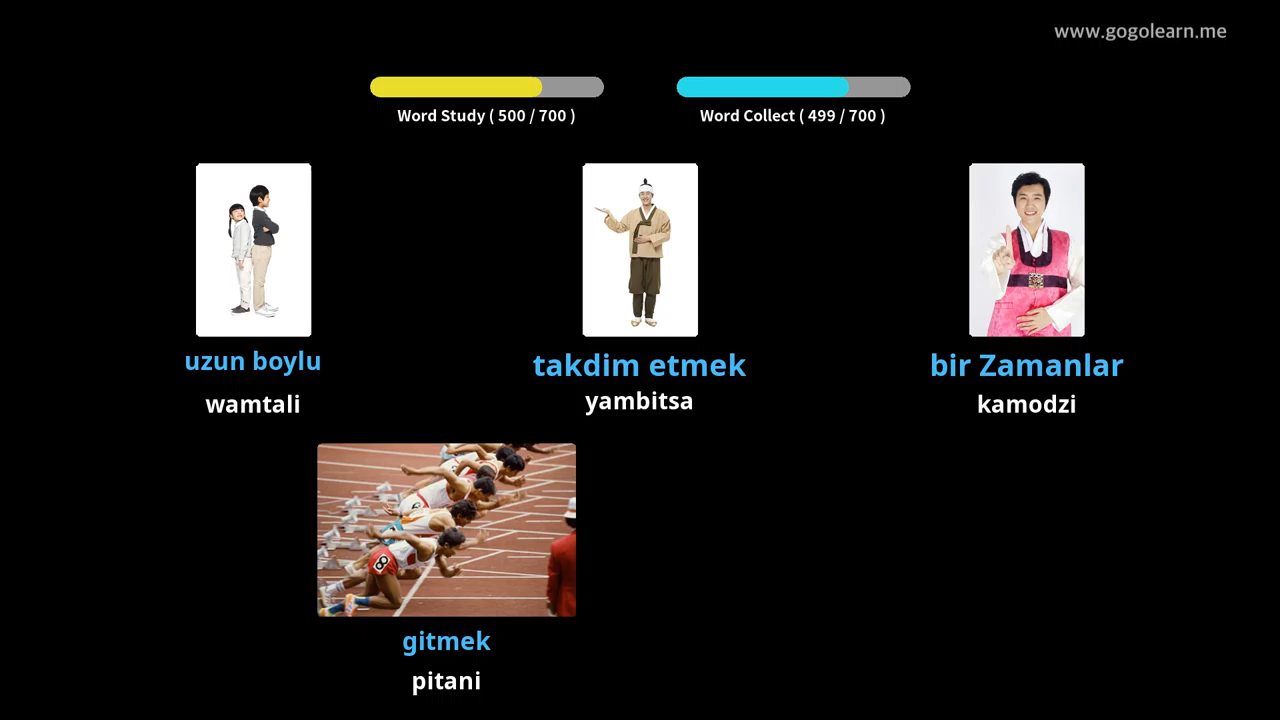 www.gogolearn.me
Word Study ( 500 / 700 )
Word Collect ( 499 / 700 )
uzun boylu
wamtali
takdim etmek
yambitsa
bir Zamanlar
kamodzi
8
gitmek
pitani